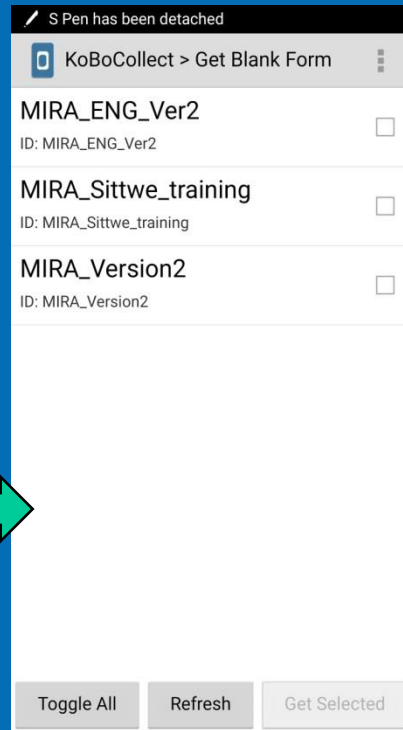 S Pen has been detached
KoBoCollect > Get Blank Form
MIRA_ENG_Ver2
ID: MIRA_ENG_Ver2
MIRA_Sittwe_training
ID: MIRA_Sittwe_training
MIRA_Version2
ID: MIRA_Version2
Toggle All Refresh Get Selected